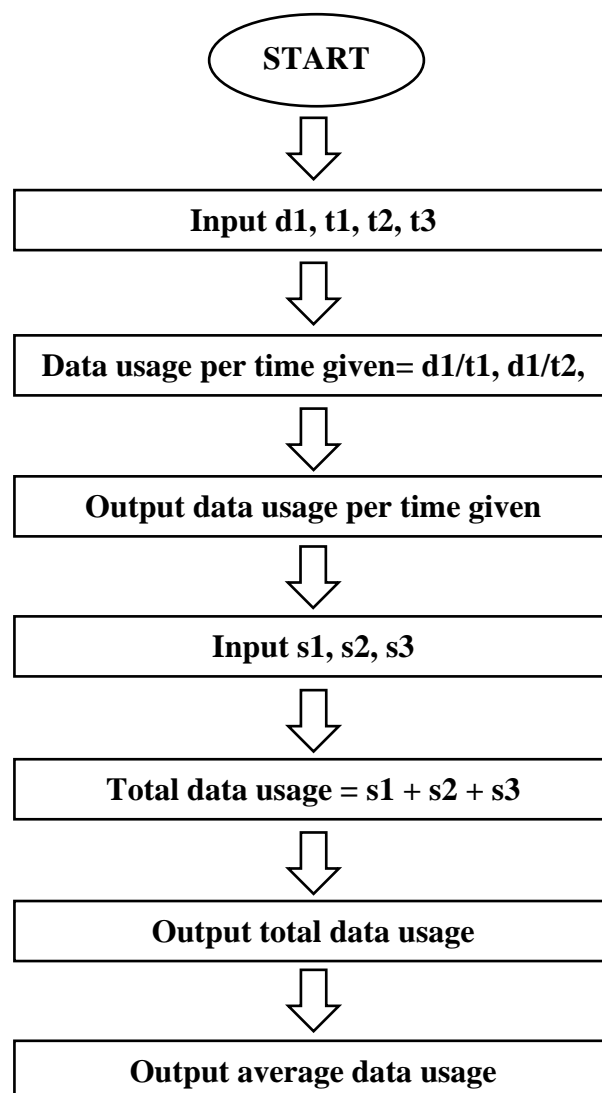 START
Input d1, t1, t2, t3
Data usage per time given= d1/t1, d1/t2,
Output data usage per time given
Input s1, s2, s3
Total data usage = s1 + s2 + s3
Output total data usage
Output average data usage